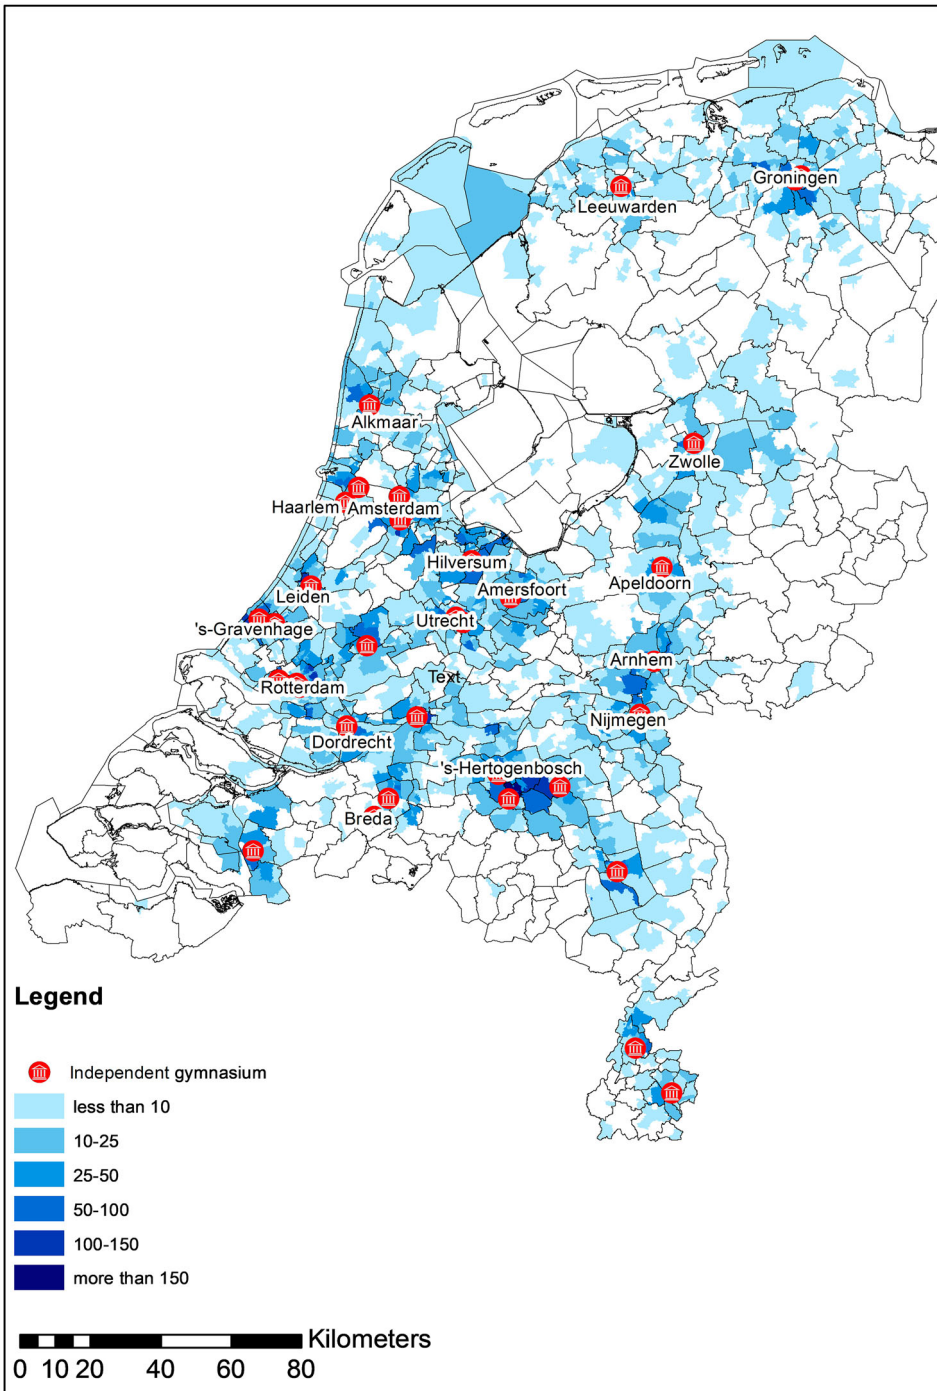 Groningen
Leeuwarden
Alkmaar
Zwolle
Haarlem
Amsterdam
Hilversum
Apeldoorn
Amersfoort
Leiden
Utrecht
's-Gravenhage
Arnhem
Text
Rotterdam
Nijmegen
Dordrecht
's-Hertogenbosch
Breda
Legend
Independent gymnasium
less than 10
10-25
25-50
50-100
100-150
more than 150
Kilometers
0 10 20 40 60 80